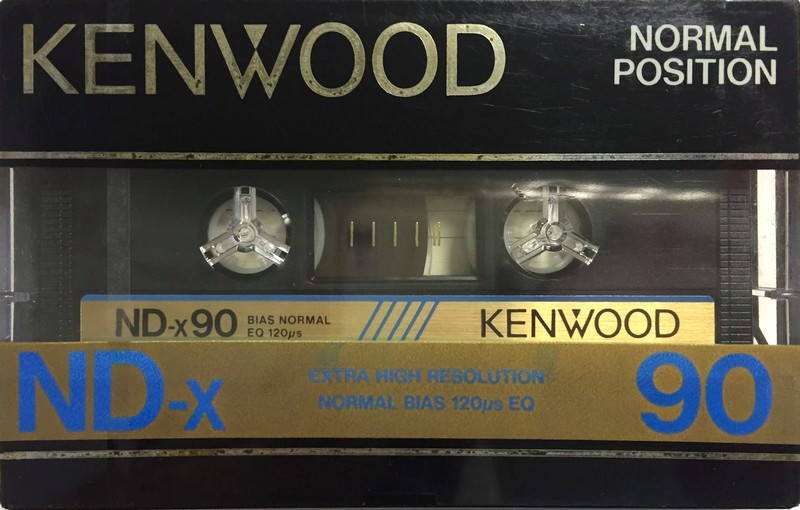 KENWOOD
NORMAL
POSITION
ND-x90
BIAS NORMAL
EQ 120µs
KENWOOD
ND-x
EXTRA HIGH RESOLUTION
NORMAL BIAS 120µs EQ
90